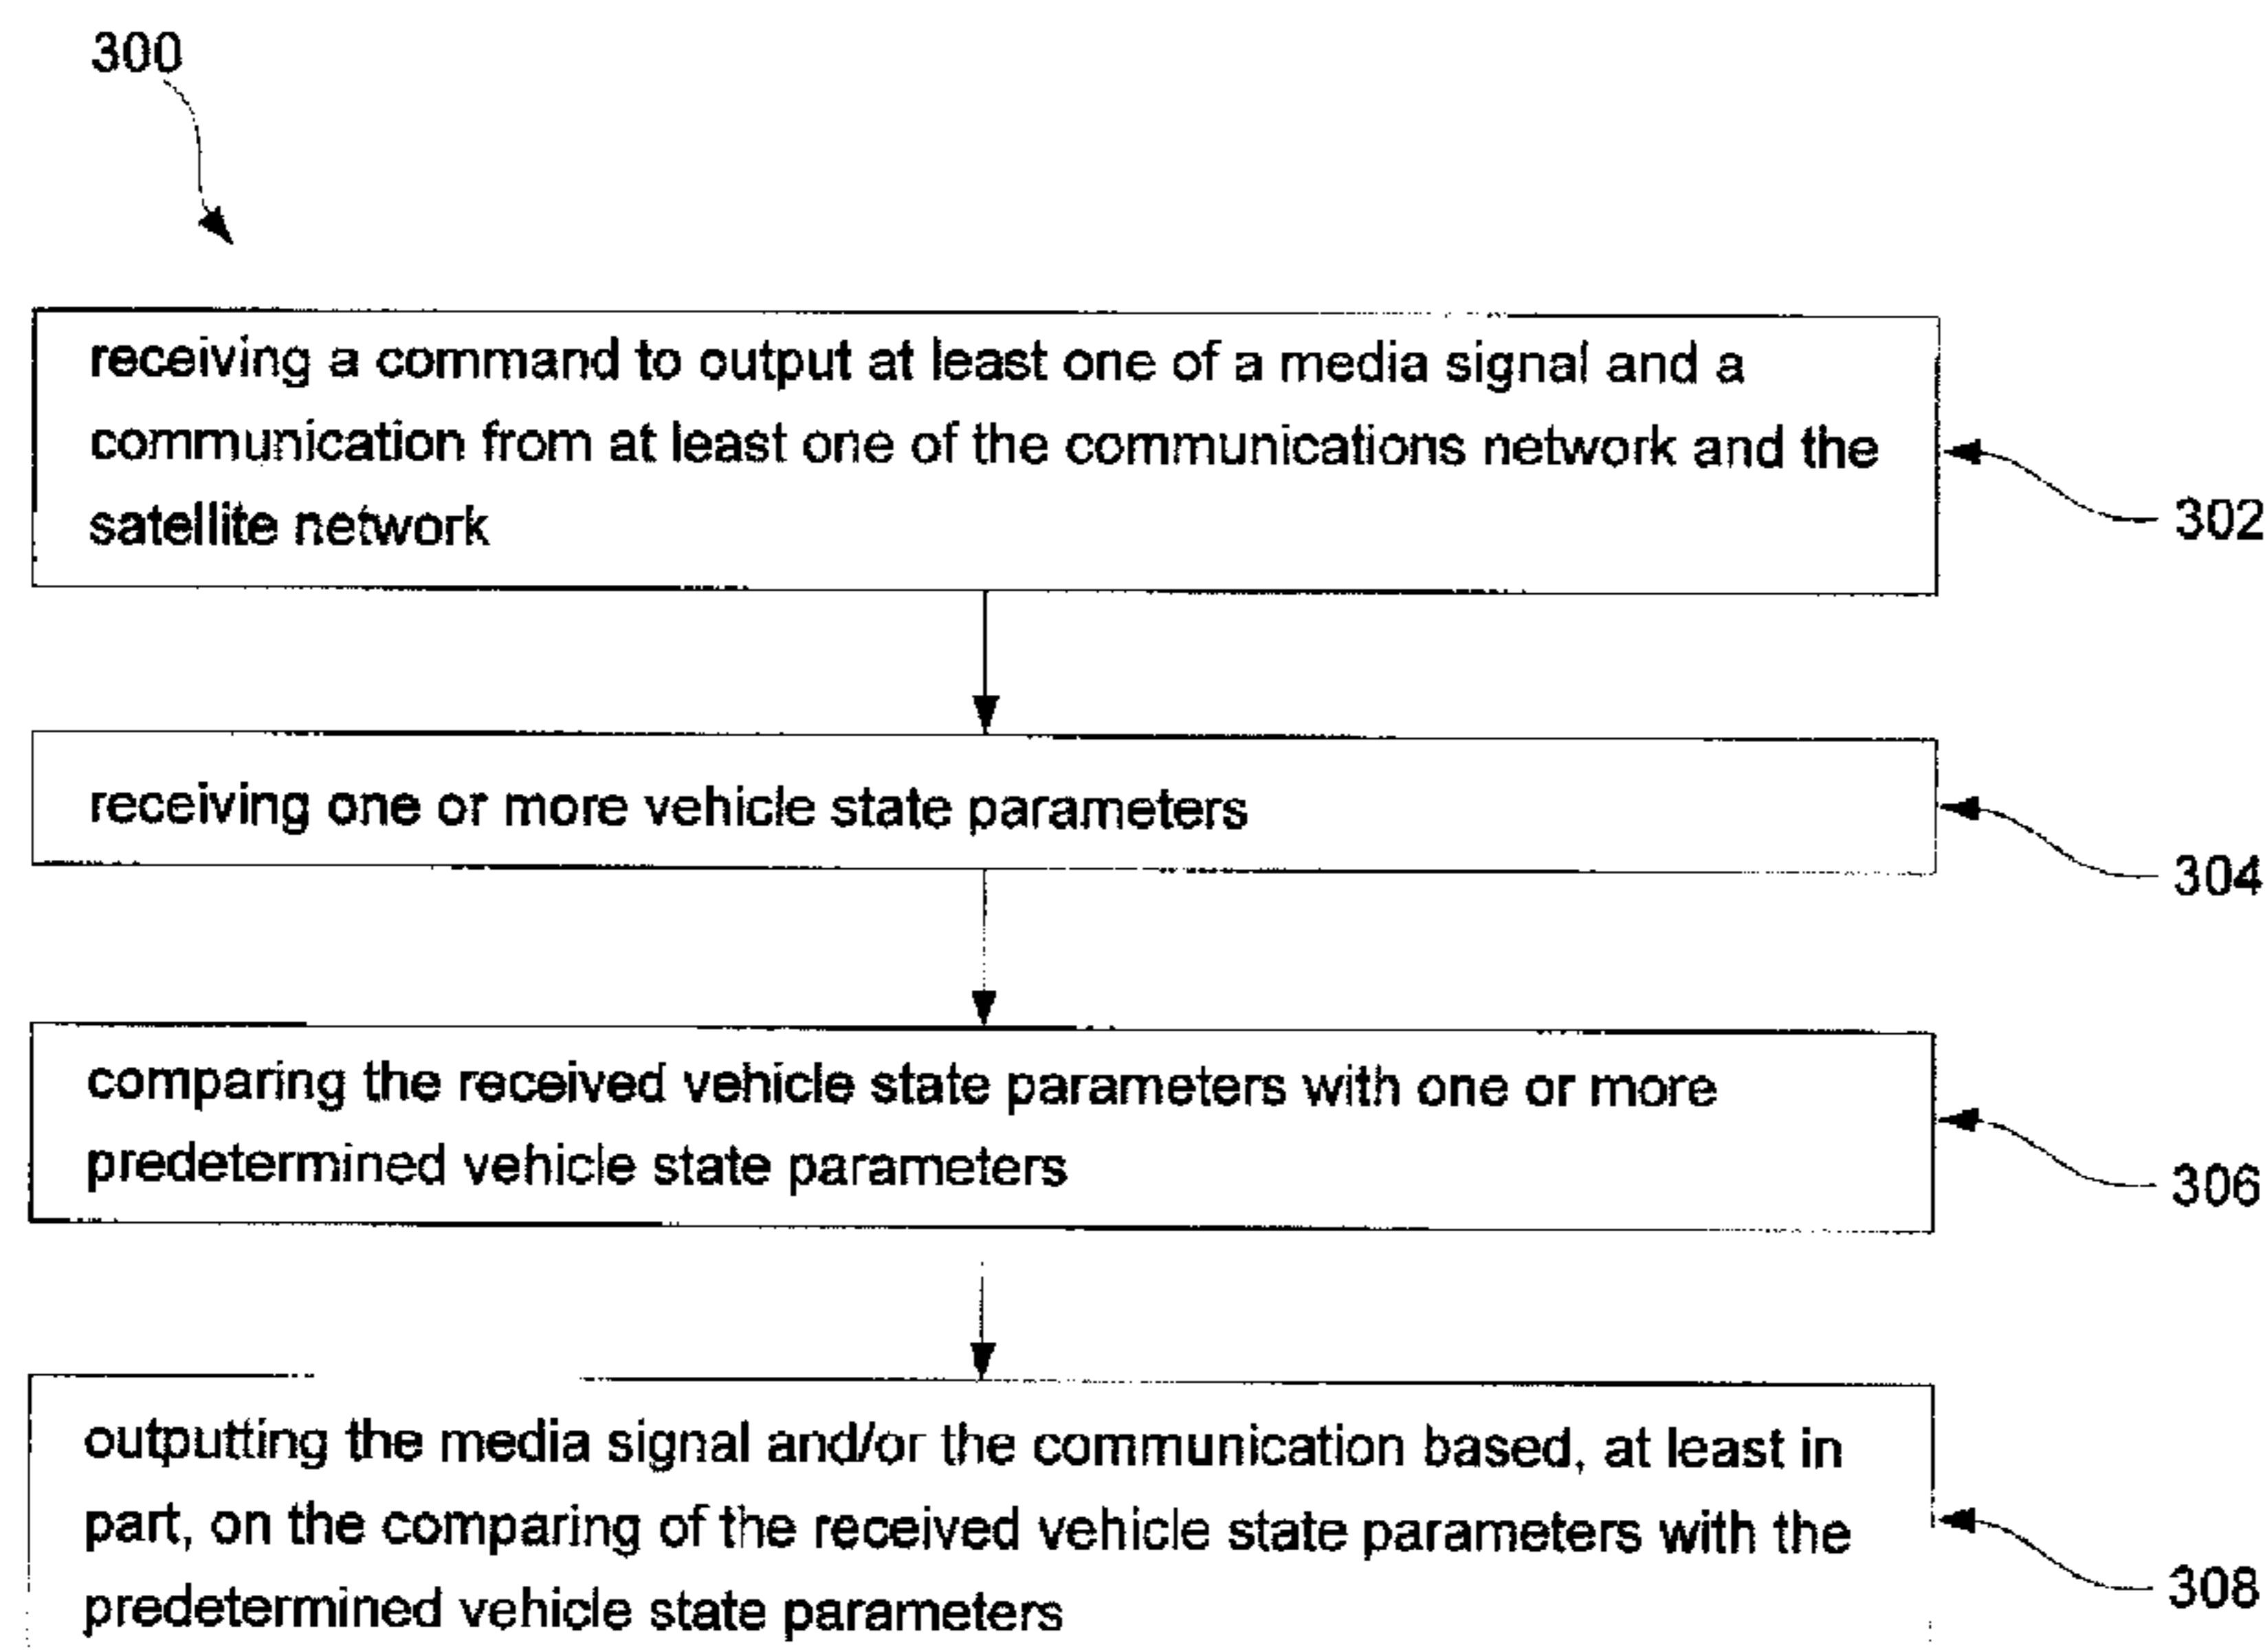 300
receiving a command to output at least one of a media signal and a
communication from at least one of the communications network and the
satellite network
302
receiving one or more vehicle state parameters
304
comparing the received vehicle state parameters with one or more
predetermined vehicle state parameters
306
outputting the media signal and/or the communication based, at least in
part, on the comparing of the received vehicle state parameters with the
predetermined vehicle state parameters
308